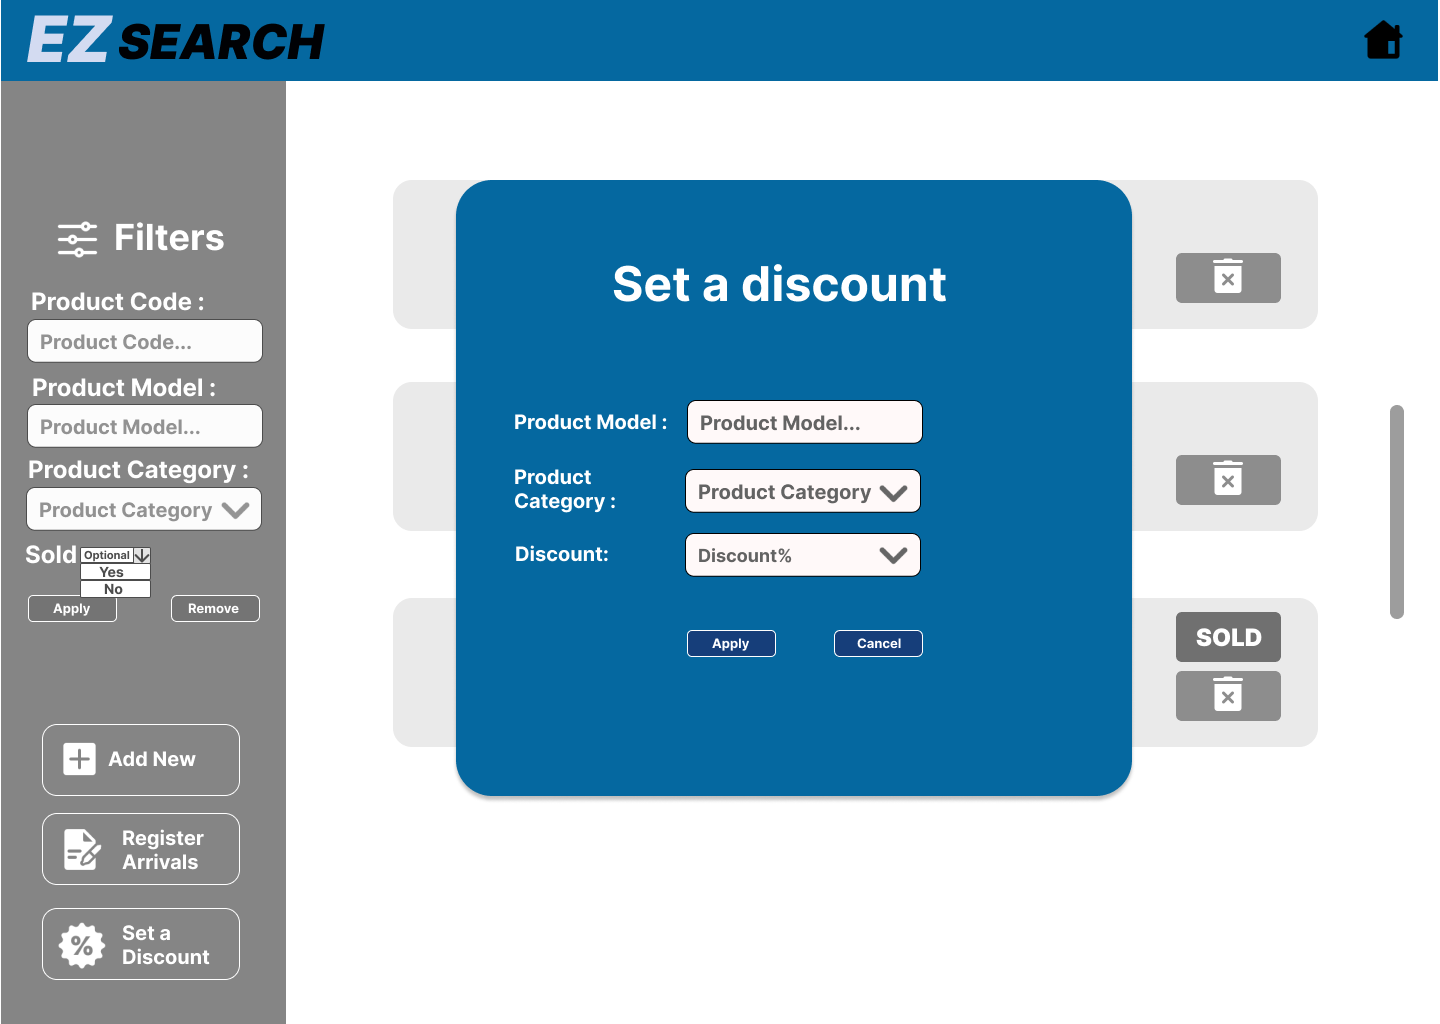 EZ SEARCH
Filters
Product Code :
Product Code...
Product Model :
Product Model...
Product Category :
Product Category
Sold Optional
Yes
No
Apply Remove
Add New
Register
Arrivals
Set a
Discount
Set a discount
Product Model : Product Model...
Product
Category :
Product Category
Discount: Discount%
Apply Cancel
SOLD